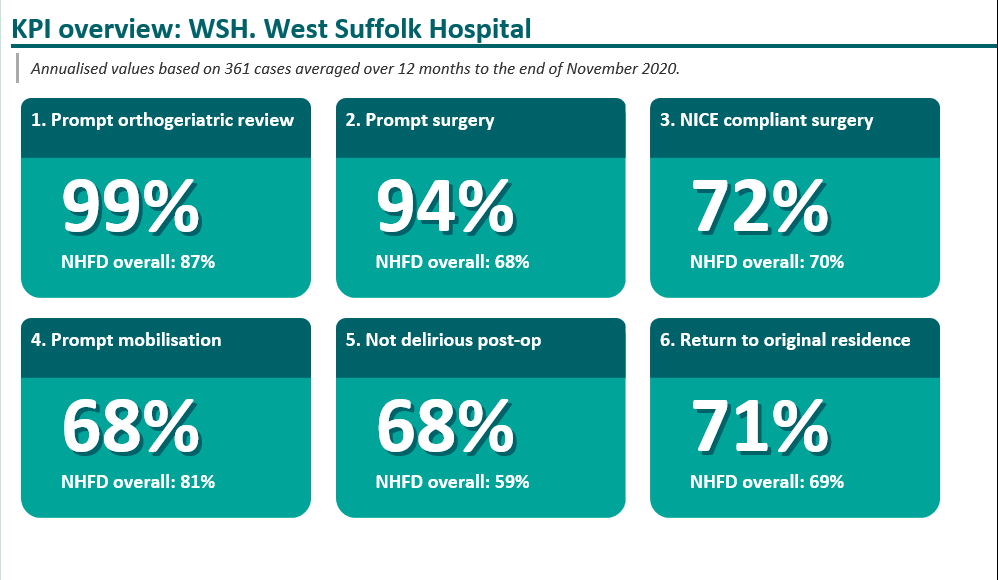 KPI overview: WSH. West Suffolk Hospital
Annualised values based on 361 cases averaged over 12 months to the end of November 2020.
1. Prompt orthogeriatric review
99%
NHFD overall: 87%
2. Prompt surgery
94%
NHFD overall: 68%
3. NICE compliant surgery
72%
NHFD overall: 70%
4. Prompt mobilisation
68%
NHFD overall: 81%
5. Not delirious post-op
68%
NHFD overall: 59%
6. Return to original residence
71%
NHFD overall: 69%